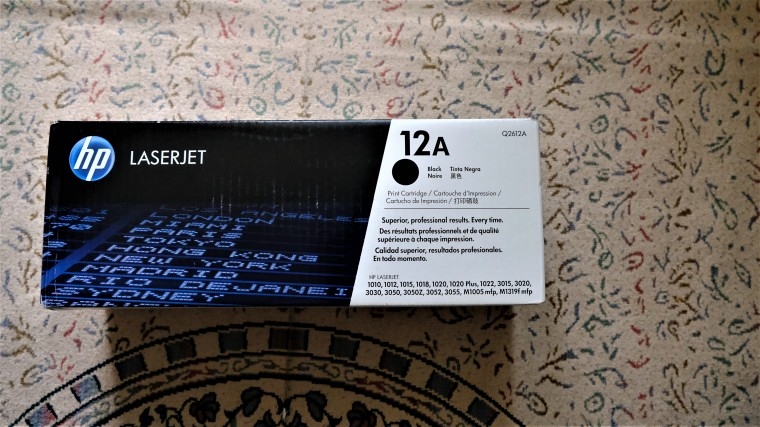 hp
LASERJET
12A
Q2612A
Black Tinta Negra
Noire 黑色
Print Cartridge / Cartouche d'Impression /
Cartucho de Impresión / 打印硒鼓
Superior, professional results. Every time.
Des résultats professionnels et de qualité
supérieure à chaque impression.
Calidad superior, resultados profesionales.
En todo momento.
HP LASERJET
1010, 1012, 1015, 1018, 1020, 1020 Plus, 1022, 3015, 3020,
3030, 3050, 3050Z, 3052, 3055, M1005 mfp, M1319f mfp
LONDON
MIAMI
TOKYO
HONG KONG
NEW YORK
MADRID
RIO DE JANEI
SYDNEY